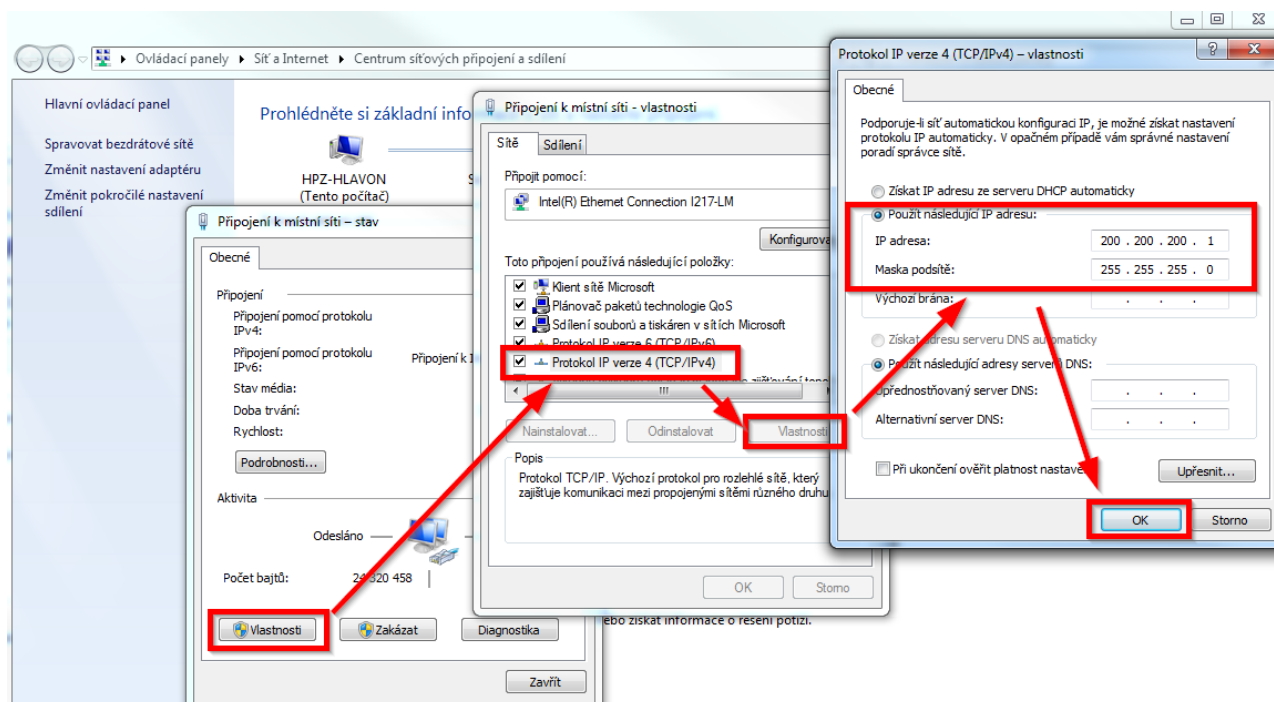 Ovládací panely ▸ Síť a Internet ▸ Centrum síťových připojení a sdílení
Hlavní ovládací panel
Spravovat bezdrátové sítě
Změnit nastavení adaptéru
Změnit pokročilé nastavení
sdílení
Prohlédněte si základní info
HPZ-HLAVON
(Tento počítač)
Připojení k místní síti – stav
Obecné
Připojení
Připojení pomocí protokolu
IPv4:
Připojení pomocí protokolu
IPv6:
Připojení k
Stav média:
Doba trvání:
Rychlost:
Podrobnosti...
Aktivita
Odesláno
Počet bajtů:
24 320 458
Vlastnosti
Zakázat
Diagnostika
Zavřít
Připojení k místní síti - vlastnosti
Sítě
Sdílení
Připojit pomocí:
Intel(R) Ethernet Connection I217-LM
Konfigurova
Toto připojení používá následující položky:
Klient sítě Microsoft
Plánovač paketů technologie QoS
Sdílení souborů a tiskáren v sítích Microsoft
Protokol IP verze 6 (TCP/IPv6)
Protokol IP verze 4 (TCP/IPv4)
Nainstalovat...
Odinstalovat
Vlastnosti
Popis
Protokol TCP/IP. Výchozí protokol pro rozlehlé sítě, který
zajišťuje komunikaci mezi propojenými sítěmi různého druhu
OK
Storno
ebo získat informace o řešení potíží.
Protokol IP verze 4 (TCP/IPv4) – vlastnosti
Obecné
Podporuje-li síť automatickou konfiguraci IP, je možné získat nastavení
protokolu IP automaticky. V opačném případě vám správné nastavení
poradí správce sítě.
Získat IP adresu ze serveru DHCP automaticky
Použít následující IP adresu:
IP adresa:
200 . 200 . 200 . 1
Maska podsítě:
255 . 255 . 255 . 0
Výchozí brána:
Získat adresu serveru DNS automaticky
Použít následující adresy serverů DNS:
Upřednostňovaný server DNS:
Alternativní server DNS:
Při ukončení ověřit platnost nastave
Upřesnit...
OK
Storno